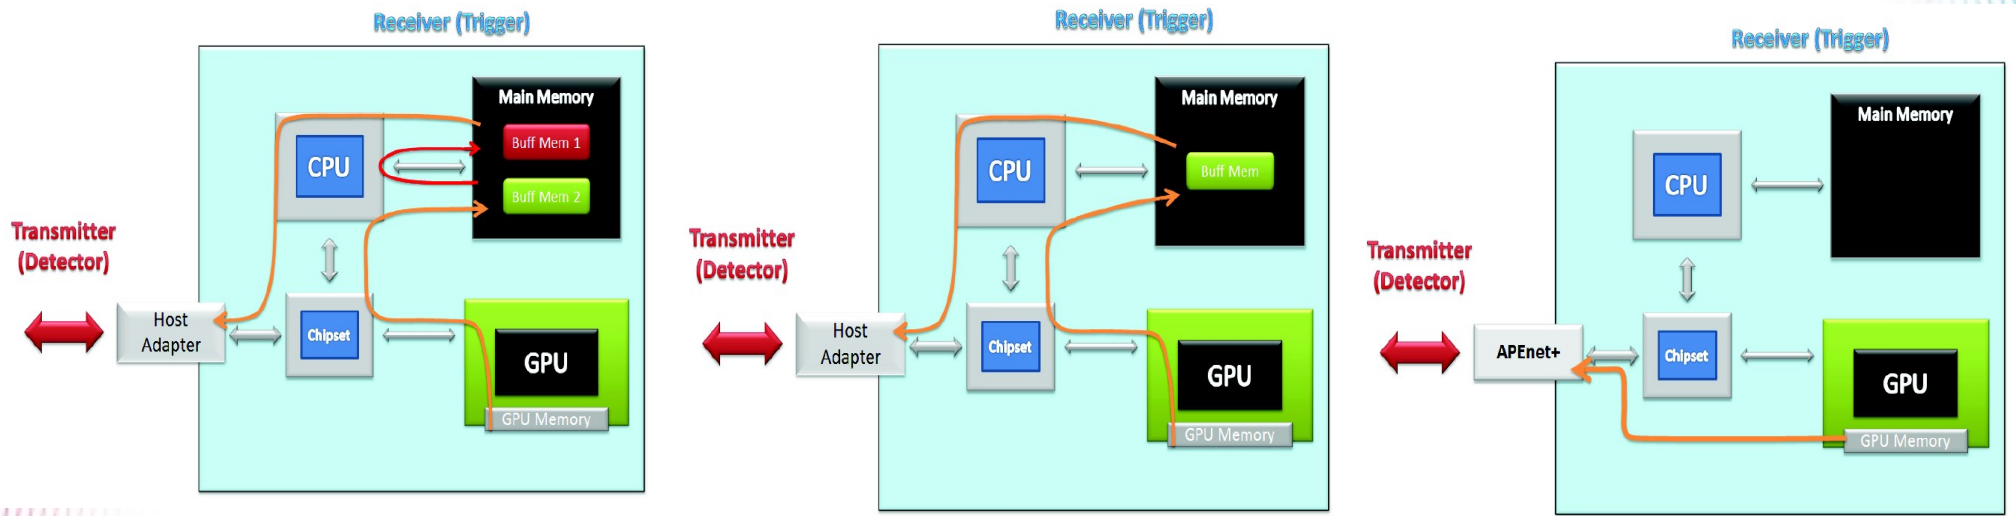 Receiver (Trigger)
Main Memory
Buff Mem 1
CPU
Buff Mem 2
Transmitter
(Detector)
Host
Adapter
Chipset
GPU
GPU Memory
Receiver (Trigger)
Main Memory
CPU
Buff Mem
Transmitter
(Detector)
Host
Adapter
Chipset
GPU
GPU Memory
Receiver (Trigger)
Main Memory
CPU
Transmitter
(Detector)
APEnet+
Chipset
GPU
GPU Memory